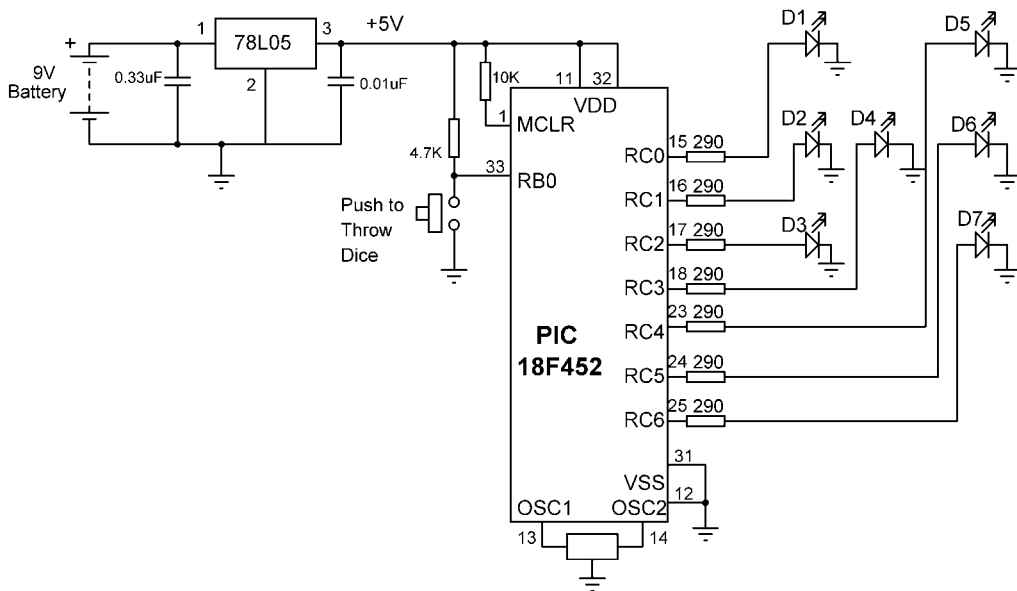 D1
D5
1
78L05
3
+5V
+
9V
Battery
0.33uF
2
0.01uF
10K
11
32
VDD
1
MCLR
4.7K
33
RB0
Push to
Throw
Dice
D2
D4
D6
RC0
15
290
RC1
16
290
D3
D7
RC2
17
290
RC3
18
290
RC4
23
290
PIC
18F452
RC5
24
290
RC6
25
290
31
VSS
12
OSC1
OSC2
13
14